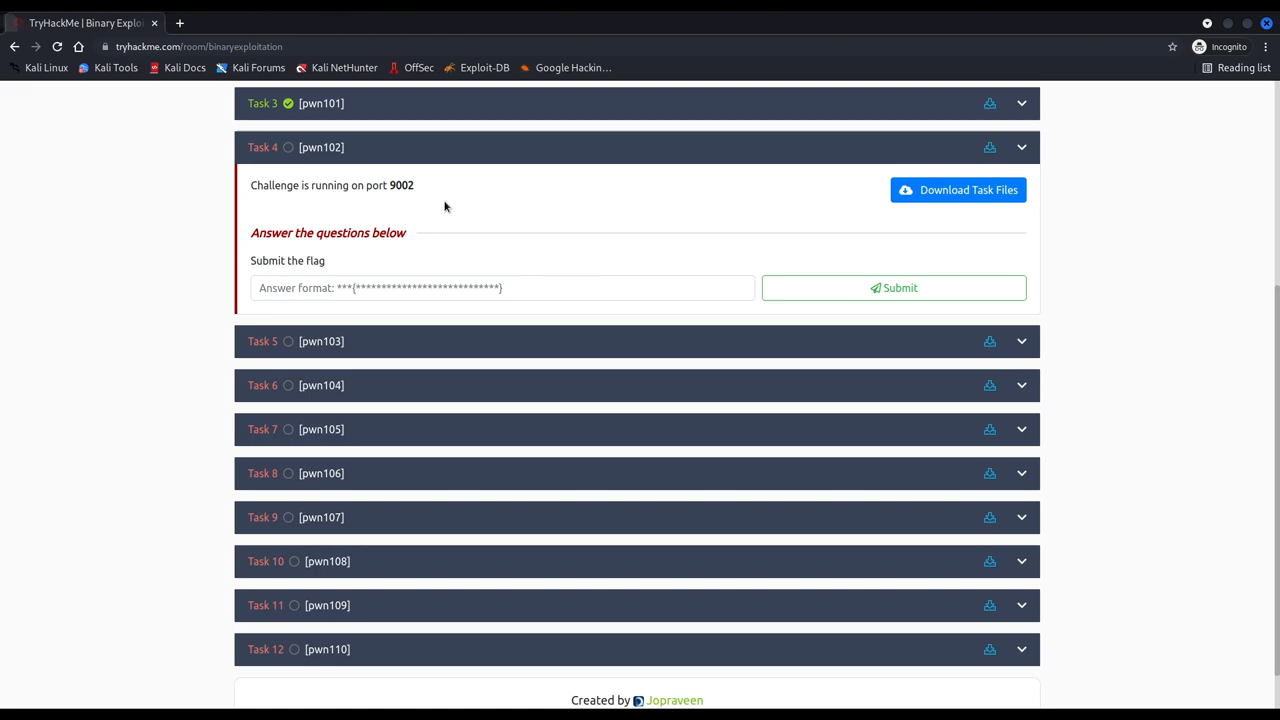 TryHackMe | Binary Exploi
tryhackme.com/room/binaryexploitation
Incognito
Kali Linux
Kali Tools
Kali Docs
Kali Forums
Kali NetHunter
OffSec
Exploit-DB
Google Hackin...
Reading list
Task 3 [pwn101]
Task 4 [pwn102]
Challenge is running on port 9002
Download Task Files
Answer the questions below
Submit the flag
Answer format: ***{****************************}
Submit
Task 5 [pwn103]
Task 6 [pwn104]
Task 7 [pwn105]
Task 8 [pwn106]
Task 9 [pwn107]
Task 10 [pwn108]
Task 11 [pwn109]
Task 12 [pwn110]
Created by Jopraveen